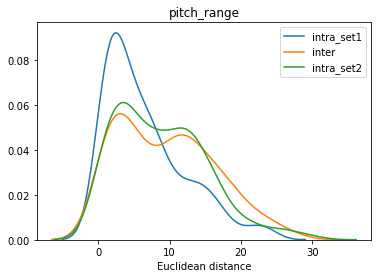 pitch_range
intra_set1
inter
intra_set2
0.08
0.06
0.04
0.02
0.00
0 10 20 30
Euclidean distance